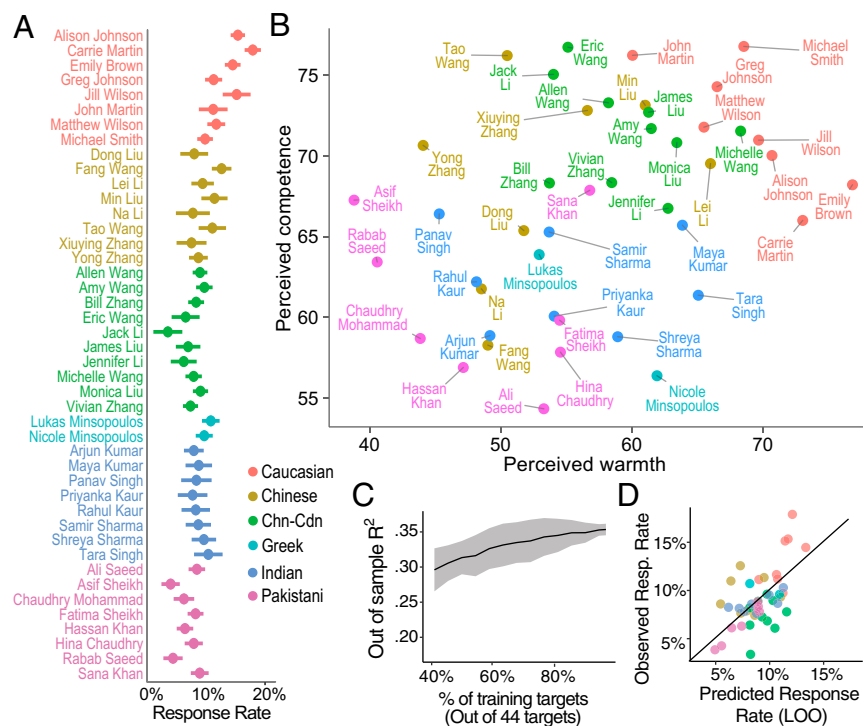 A
Alison Johnson
Carrie Martin
Emily Brown
Greg Johnson
Jill Wilson
John Martin
Matthew Wilson
Michael Smith
Dong Liu
Fang Wang
Lei Li
Min Liu
Na Li
Tao Wang
Xiuying Zhang
Yong Zhang
Allen Wang
Amy Wang
Bill Zhang
Eric Wang
Jack Li
James Liu
Jennifer Li
Michelle Wang
Monica Liu
Vivian Zhang
Lukas Minsopoulos
Nicole Minsopoulos
Arjun Kumar
Maya Kumar
Panav Singh
Priyanka Kaur
Rahul Kaur
Samir Sharma
Shreya Sharma
Tara Singh
Ali Saeed
Asif Sheikh
Chaudhry Mohammad
Fatima Sheikh
Hassan Khan
Hina Chaudhry
Rabab Saeed
Sana Khan
0% 10% 20%
Response Rate
Caucasian
Chinese
Chn-Cdn
Greek
Indian
Pakistani
B
Perceived competence
75
70
65
60
55
Tao
Wang
Eric
Wang
John
Martin
Michael
Smith
Jack
Li
Greg
Johnson
Allen
Wang
Min
Liu
James
Liu
Matthew
Wilson
Xiuying
Zhang
Amy
Wang
Jill
Wilson
Yong
Zhang
Bill
Zhang
Vivian
Zhang
Monica
Liu
Michelle
Wang
Alison
Johnson
Asif
Sheikh
Sana
Khan
Jennifer
Li
Lei
Li
Emily
Brown
Rabab
Saeed
Panav
Singh
Dong
Liu
Samir
Sharma
Maya
Kumar
Carrie
Martin
Rahul
Kaur
Lukas
Minsopoulos
Chaudhry
Mohammad
Na
Li
Priyanka
Kaur
Tara
Singh
Arjun
Kumar
Fang
Wang
Fatima
Sheikh
Shreya
Sharma
Hassan
Khan
Ali
Saeed
Hina
Chaudhry
Nicole
Minsopoulos
40 50 60 70
Perceived warmth
C
Out of sample R²
.35
.30
.25
.20
40% 60% 80%
% of training targets
(Out of 44 targets)
D
Observed Resp. Rate
15%
10%
5%
5% 10% 15%
Predicted Response
Rate (LOO)